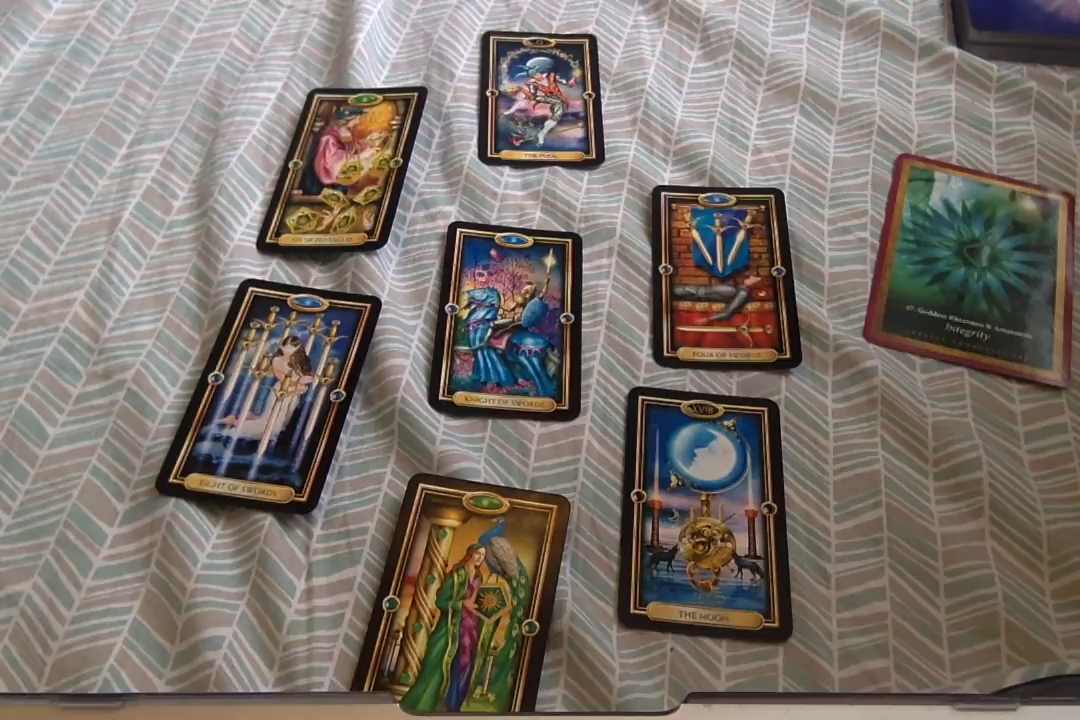 THE FOOL
SIX OF PENTACLES
KNIGHT OF SWORDS
FOUR OF SWORDS
Integrity
EIGHT OF SWORDS
XVIII
THE MOON